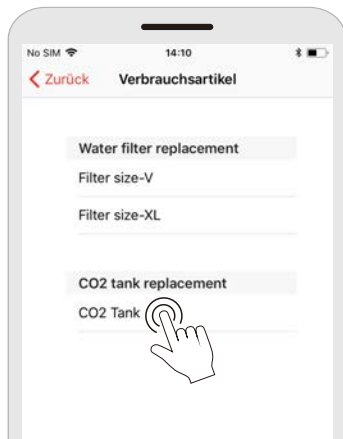 No SIM 14:10
Zurück Verbrauchsartikel
Water filter replacement
Filter size-V
Filter size-XL
CO2 tank replacement
CO2 Tank